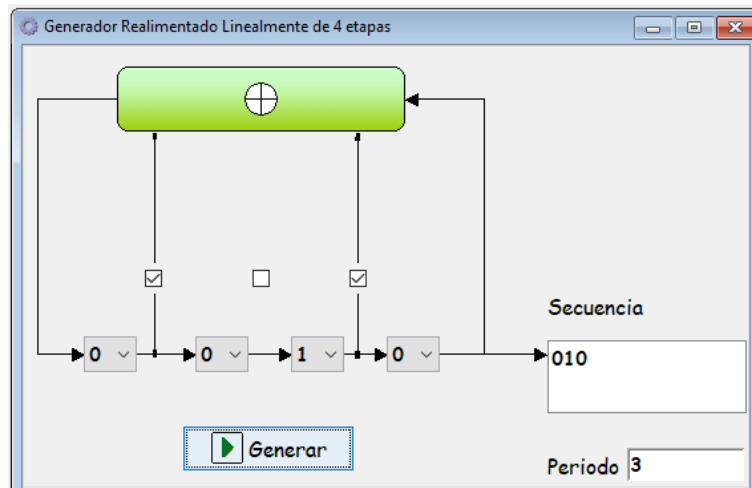 Generador Realimentado Linealmente de 4 etapas
Secuencia
0 0 1 0
010
Generar
Periodo 3